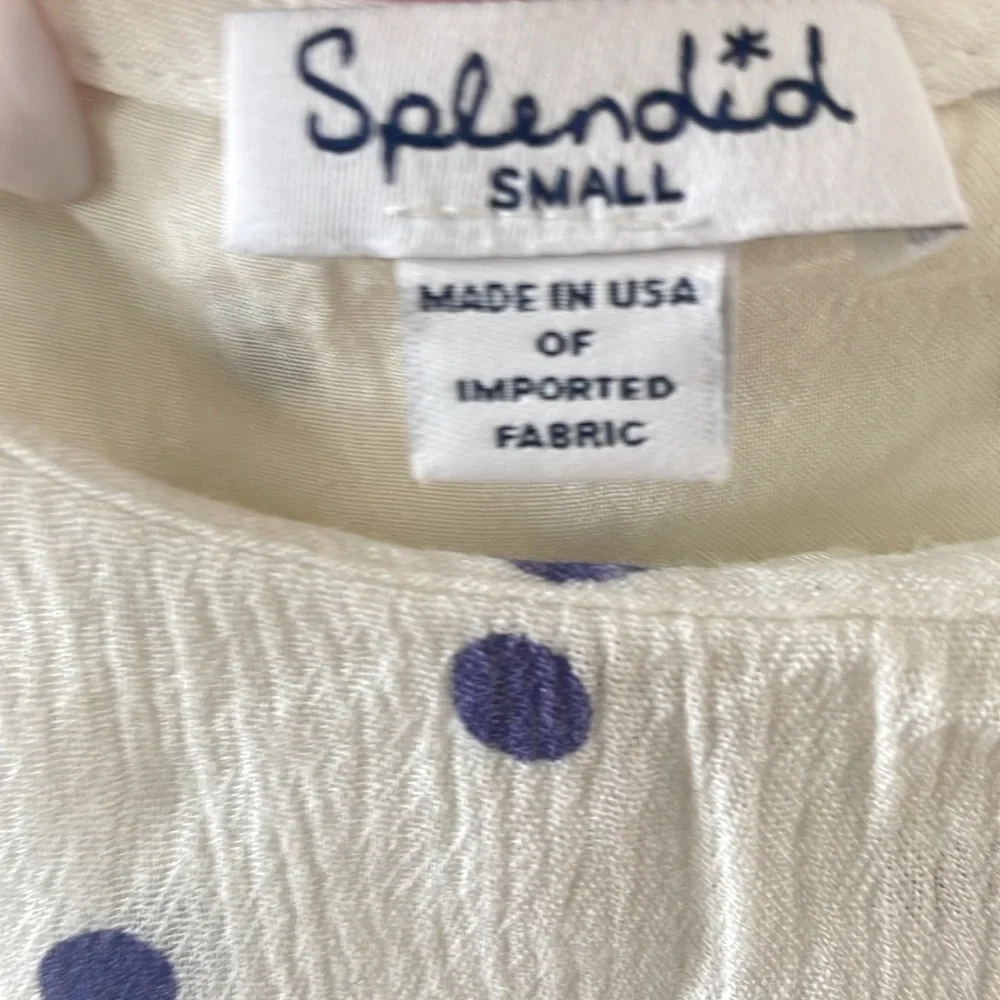 Splendid
SMALL
MADE IN USA
OF
IMPORTED
FABRIC